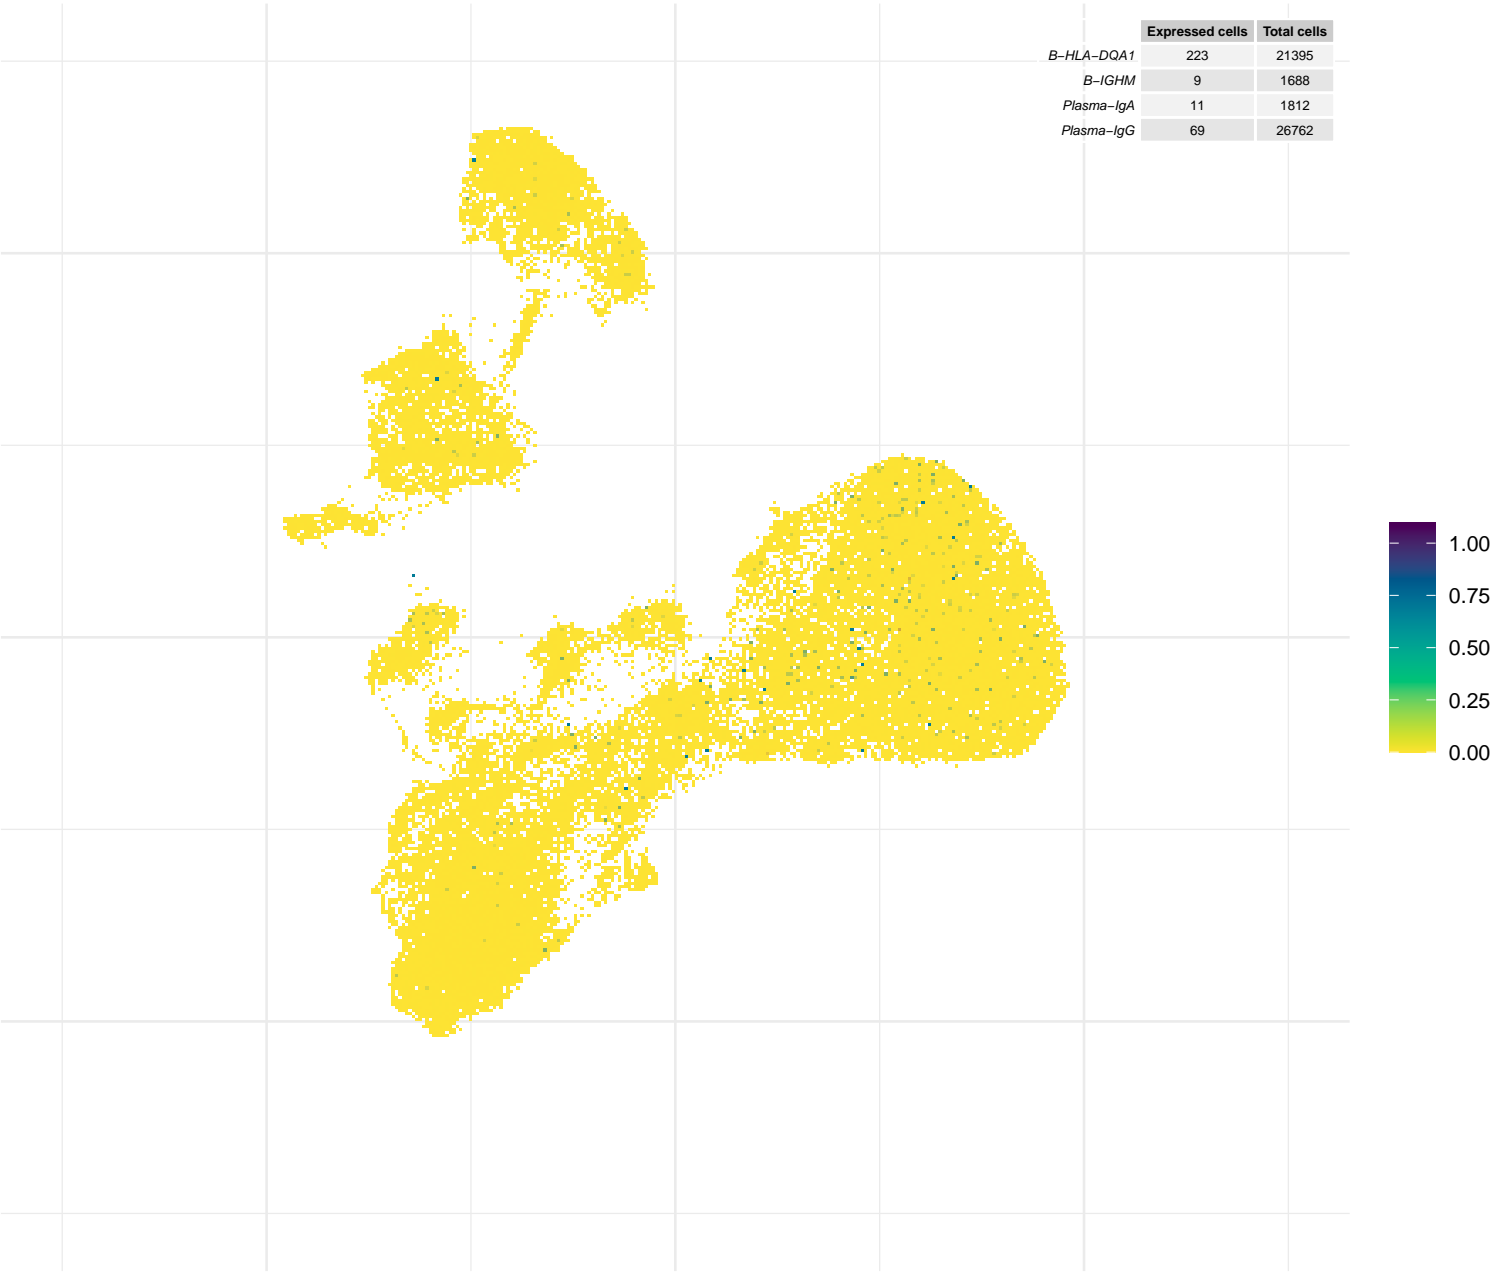 Expressed cells Total cells
B−HLA−DQA1 223 21395
B−IGHM 9 1688
Plasma−IgA 11 1812
Plasma−IgG 69 26762
1.00
0.75
0.50
0.25
0.00